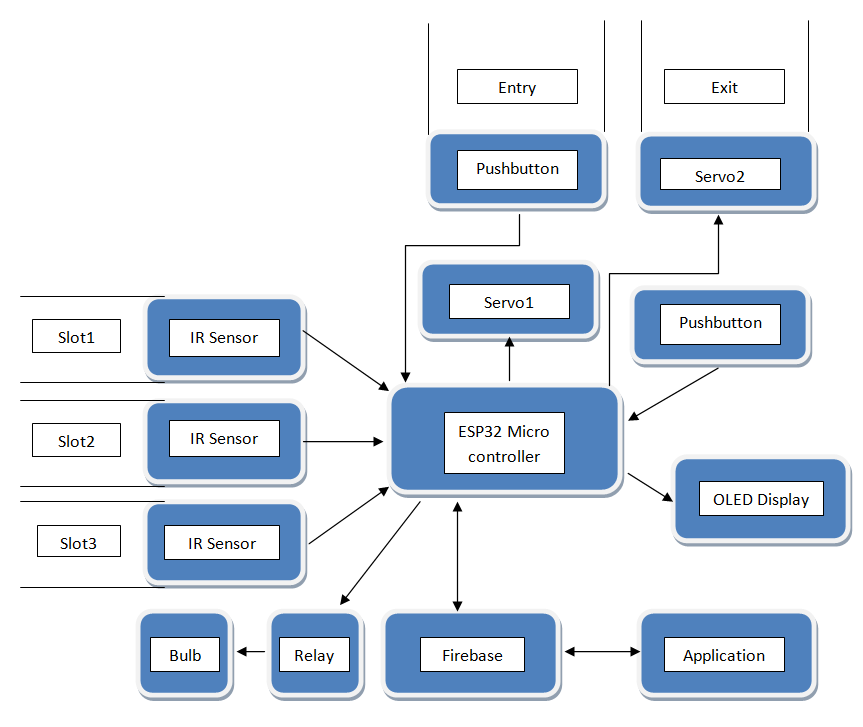 Entry
Exit
Pushbutton
Servo2
Servo1
Pushbutton
Slot1
IR Sensor
Slot2
IR Sensor
ESP32 Micro
controller
OLED Display
Slot3
IR Sensor
Bulb
Relay
Firebase
Application